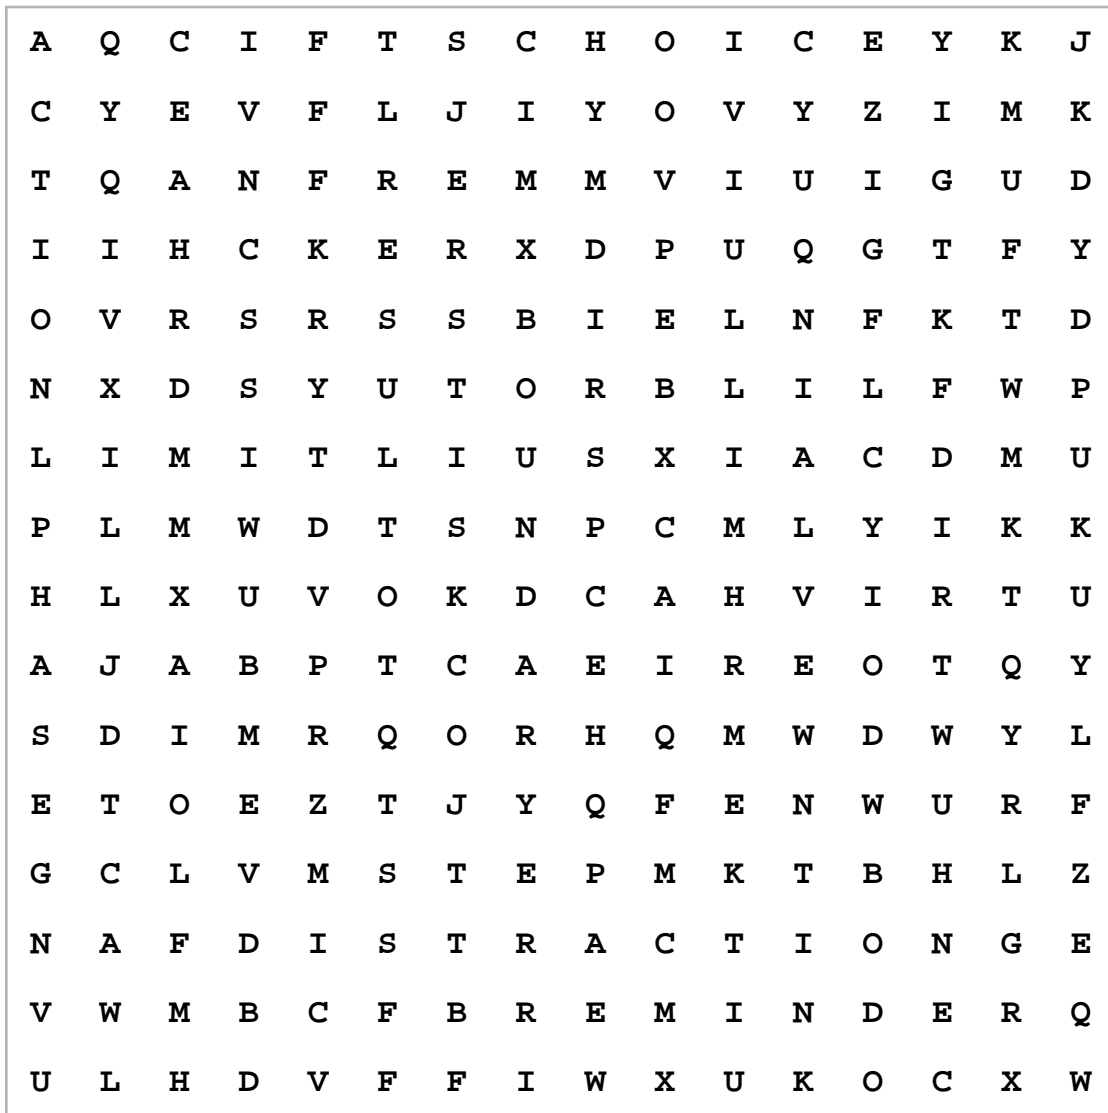 A Q C I F T S C H O I C E Y K J
C Y E V F L J I Y O V Y Z I M K
T Q A N F R E M M V I U I G U D
I I H C K E R X D P U Q G T F Y
O V R S R S S B I E L N F K T D
N X D S Y U T O R B L I L F W P
L I M I T L I U S X I A C D M U
P L M W D T S N P C M L Y I K K
H L X U V O K D C A H V I R T U
A J A B P T C A E I R E O T Q Y
S D I M R Q O R H Q M W D W Y L
E T O E Z T J Y Q F E N W U R F
G C L V M S T E P M K T B H L Z
N A F D I S T R A C T I O N G E
V W M B C F B R E M I N D E R Q
U L H D V F F I W X U K O C X W